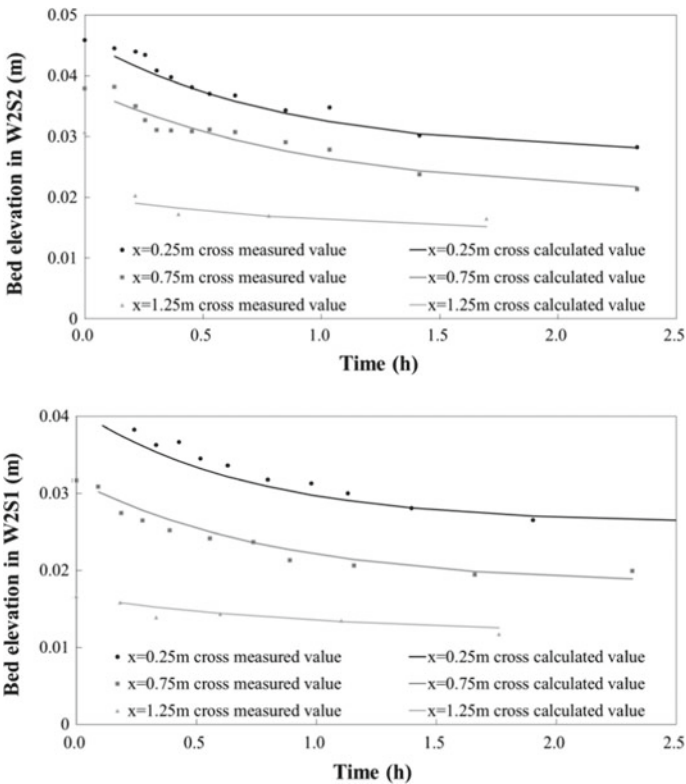 Bed elevation in W2S2 (m)
0.05
0.04
0.03
0.02
0.01
0
x=0.25m cross measured value
x=0.25m cross calculated value
x=0.75m cross measured value
x=0.75m cross calculated value
x=1.25m cross measured value
x=1.25m cross calculated value
0.0 0.5 1.0 1.5 2.0 2.5
Time (h)
Bed elevation in W2S1 (m)
0.04
0.03
0.02
0.01
0
x=0.25m cross measured value
x=0.25m cross calculated value
x=0.75m cross measured value
x=0.75m cross calculated value
x=1.25m cross measured value
x=1.25m cross calculated value
0.0 0.5 1.0 1.5 2.0 2.5
Time (h)